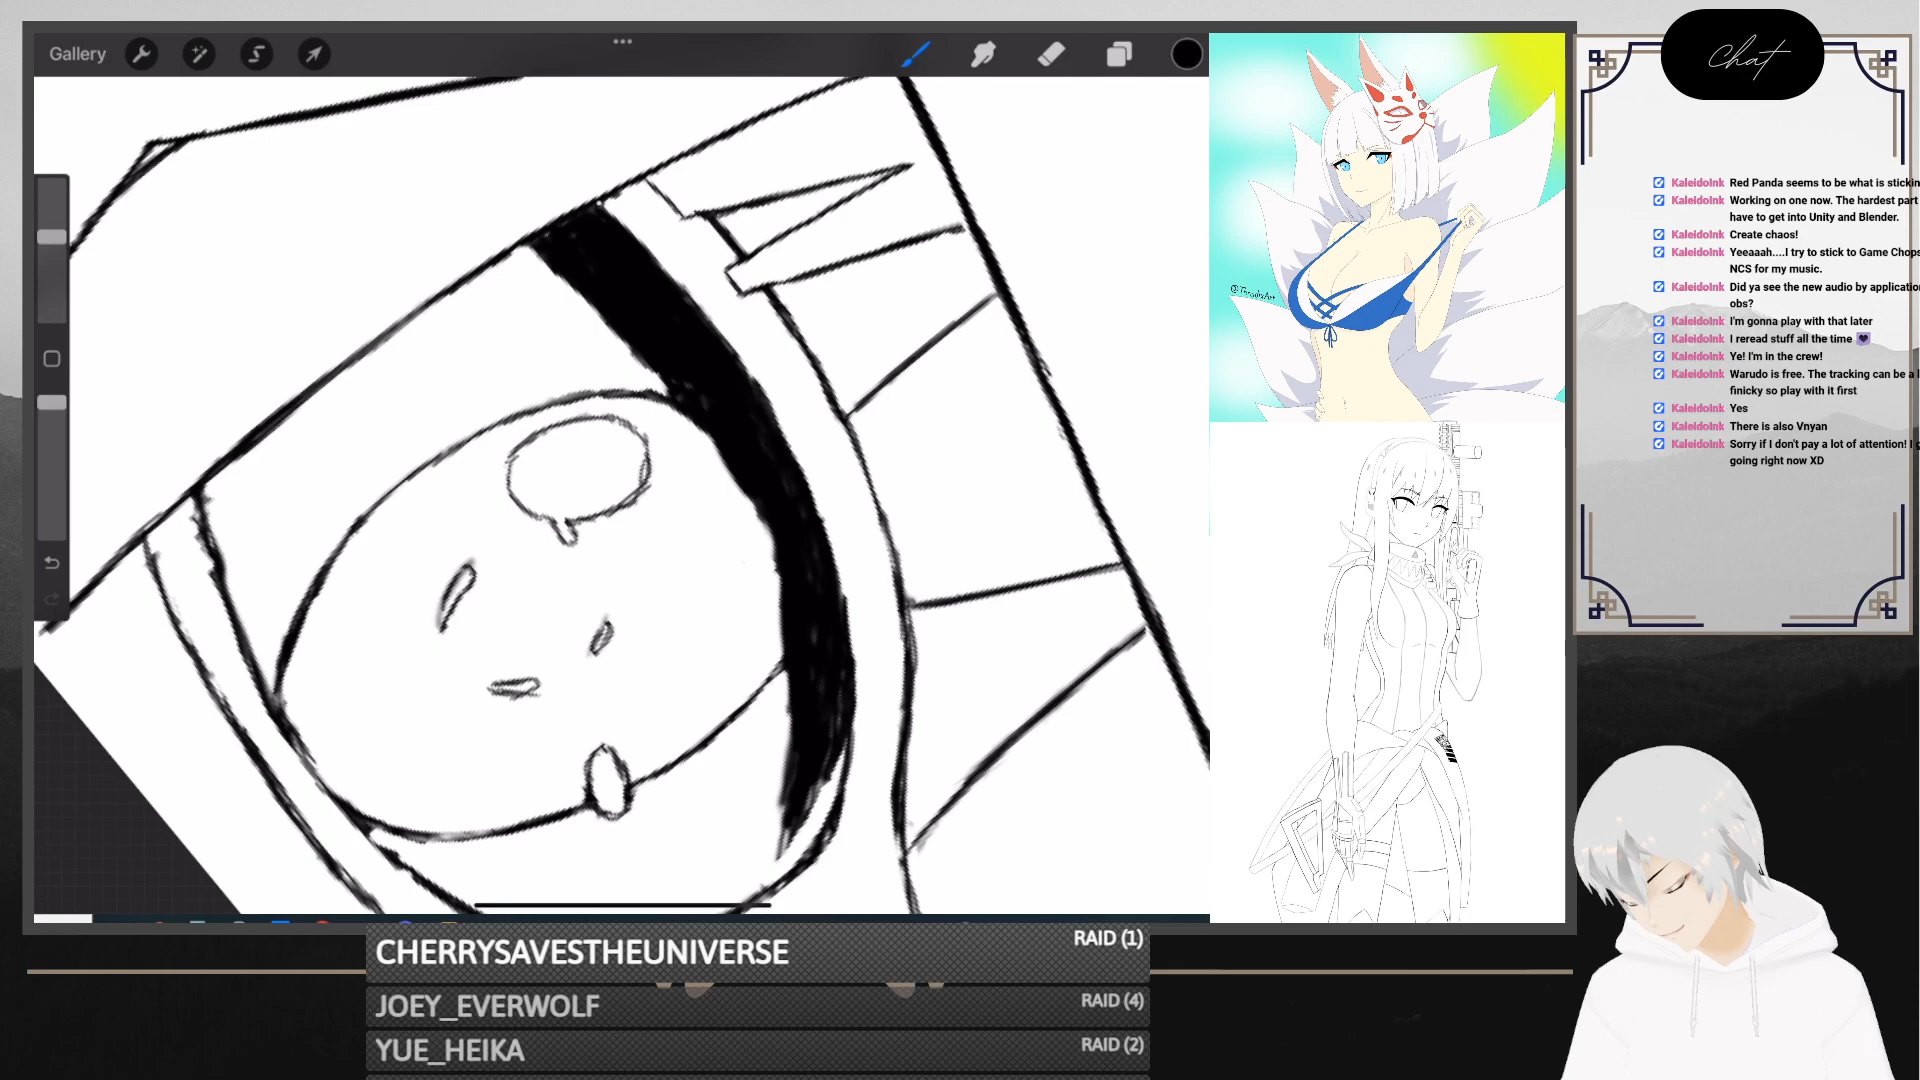 Gallery
Chat
KaleidoInk Red Panda seems to be what is stickin
KaleidoInk Working on one now. The hardest part
have to get into Unity and Blender.
KaleidoInk Create chaos!
KaleidoInk Yeeaaah....I try to stick to Game Chops
NCS for my music.
KaleidoInk Did ya see the new audio by application
obs?
KaleidoInk I'm gonna play with that later
KaleidoInk I reread stuff all the time
KaleidoInk Ye! I'm in the crew!
KaleidoInk Warudo is free. The tracking can be a l
finicky so play with it first
KaleidoInk Yes
KaleidoInk There is also Vnyan
KaleidoInk Sorry if I don't pay a lot of attention! I g
going right now XD
CHERRYSAVESTHEUNIVERSE RAID (1)
JOEY_EVERWOLF RAID (4)
YUE_HEIKA RAID (2)